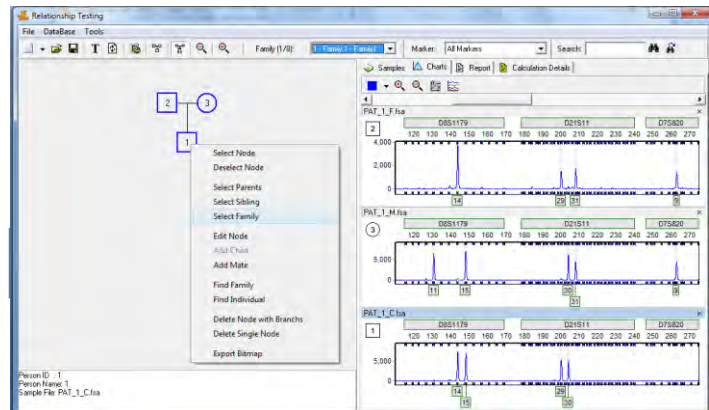 Relationship Testing
File DataBase Tools
T Family (1/8): 1 - Family 1 - Family1 Marker: All Markers Search:
Samples Charts Report Calculation Details
2 3
1
Select Node
Deselect Node
Select Parents
Select Sibling
Select Family
Edit Node
Add Child
Add Mate
Find Family
Find Individual
Delete Node with Branchs
Delete Single Node
Export Bitmap
Person ID : 1
Person Name: 1
Sample File: PAT_1_C.fsa
PAT_1_F.fsa
2 D8S1179 D21S11 D7S820
120 130 140 150 160 170 180 190 200 210 220 230 240 250 260 270
4,000
2,000
0
14 29 31 9
PAT_1_M.fsa
3 D8S1179 D21S11 D7S820
120 130 140 150 160 170 180 190 200 210 220 230 240 250 260 270
5,000
0
11 15 30 9
31
PAT_1_C.fsa
1 D8S1179 D21S11 D7S820
120 130 140 150 160 170 180 190 200 210 220 230 240 250 260 270
5,000
0
14 29
15 30